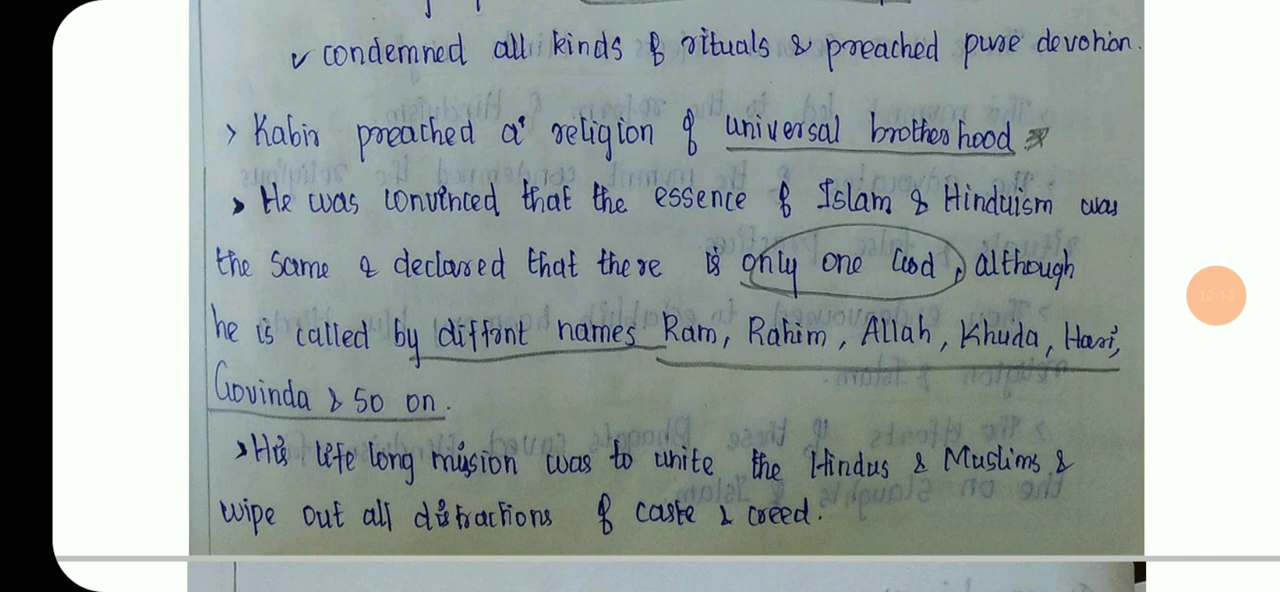 ✓ condemned all kinds of rituals & preached pure devotion.
> Kabir preached a religion of universal brotherhood
> He was convinced that the essence of Islam & Hinduism was
the same & declared that there is only one God, although
he is called by diffant names Ram, Rahim, Allah, Khuda, Hari,
Govinda & so on.
> His life long mission was to unite the Hindus & Muslims &
wipe out all distractions of caste & creed.
12:13